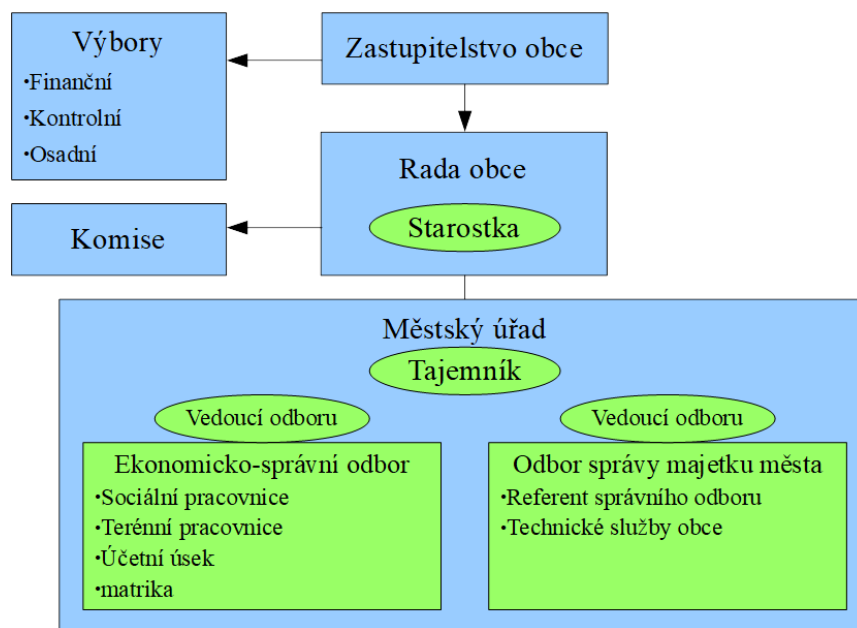 Výbory
·Finanční
·Kontrolní
·Osadní
Zastupitelstvo obce
Rada obce
Starostka
Komise
Městský úřad
Tajemník
Vedoucí odboru
Ekonomicko-správní odbor
·Sociální pracovnice
·Terénní pracovnice
·Účetní úsek
·matrika
Vedoucí odboru
Odbor správy majetku města
·Referent správního odboru
·Technické služby obce